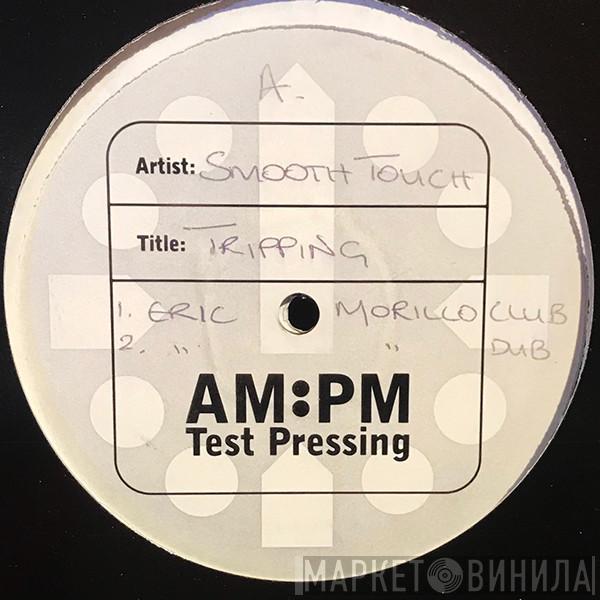 A-
Artist: SMOOTH TOUCH
Title: TRIPPING
1. ERIC MORILLO CLUB
2. " " DUB
AM:PM
Test Pressing
МАРКЕТ ВИНИЛА